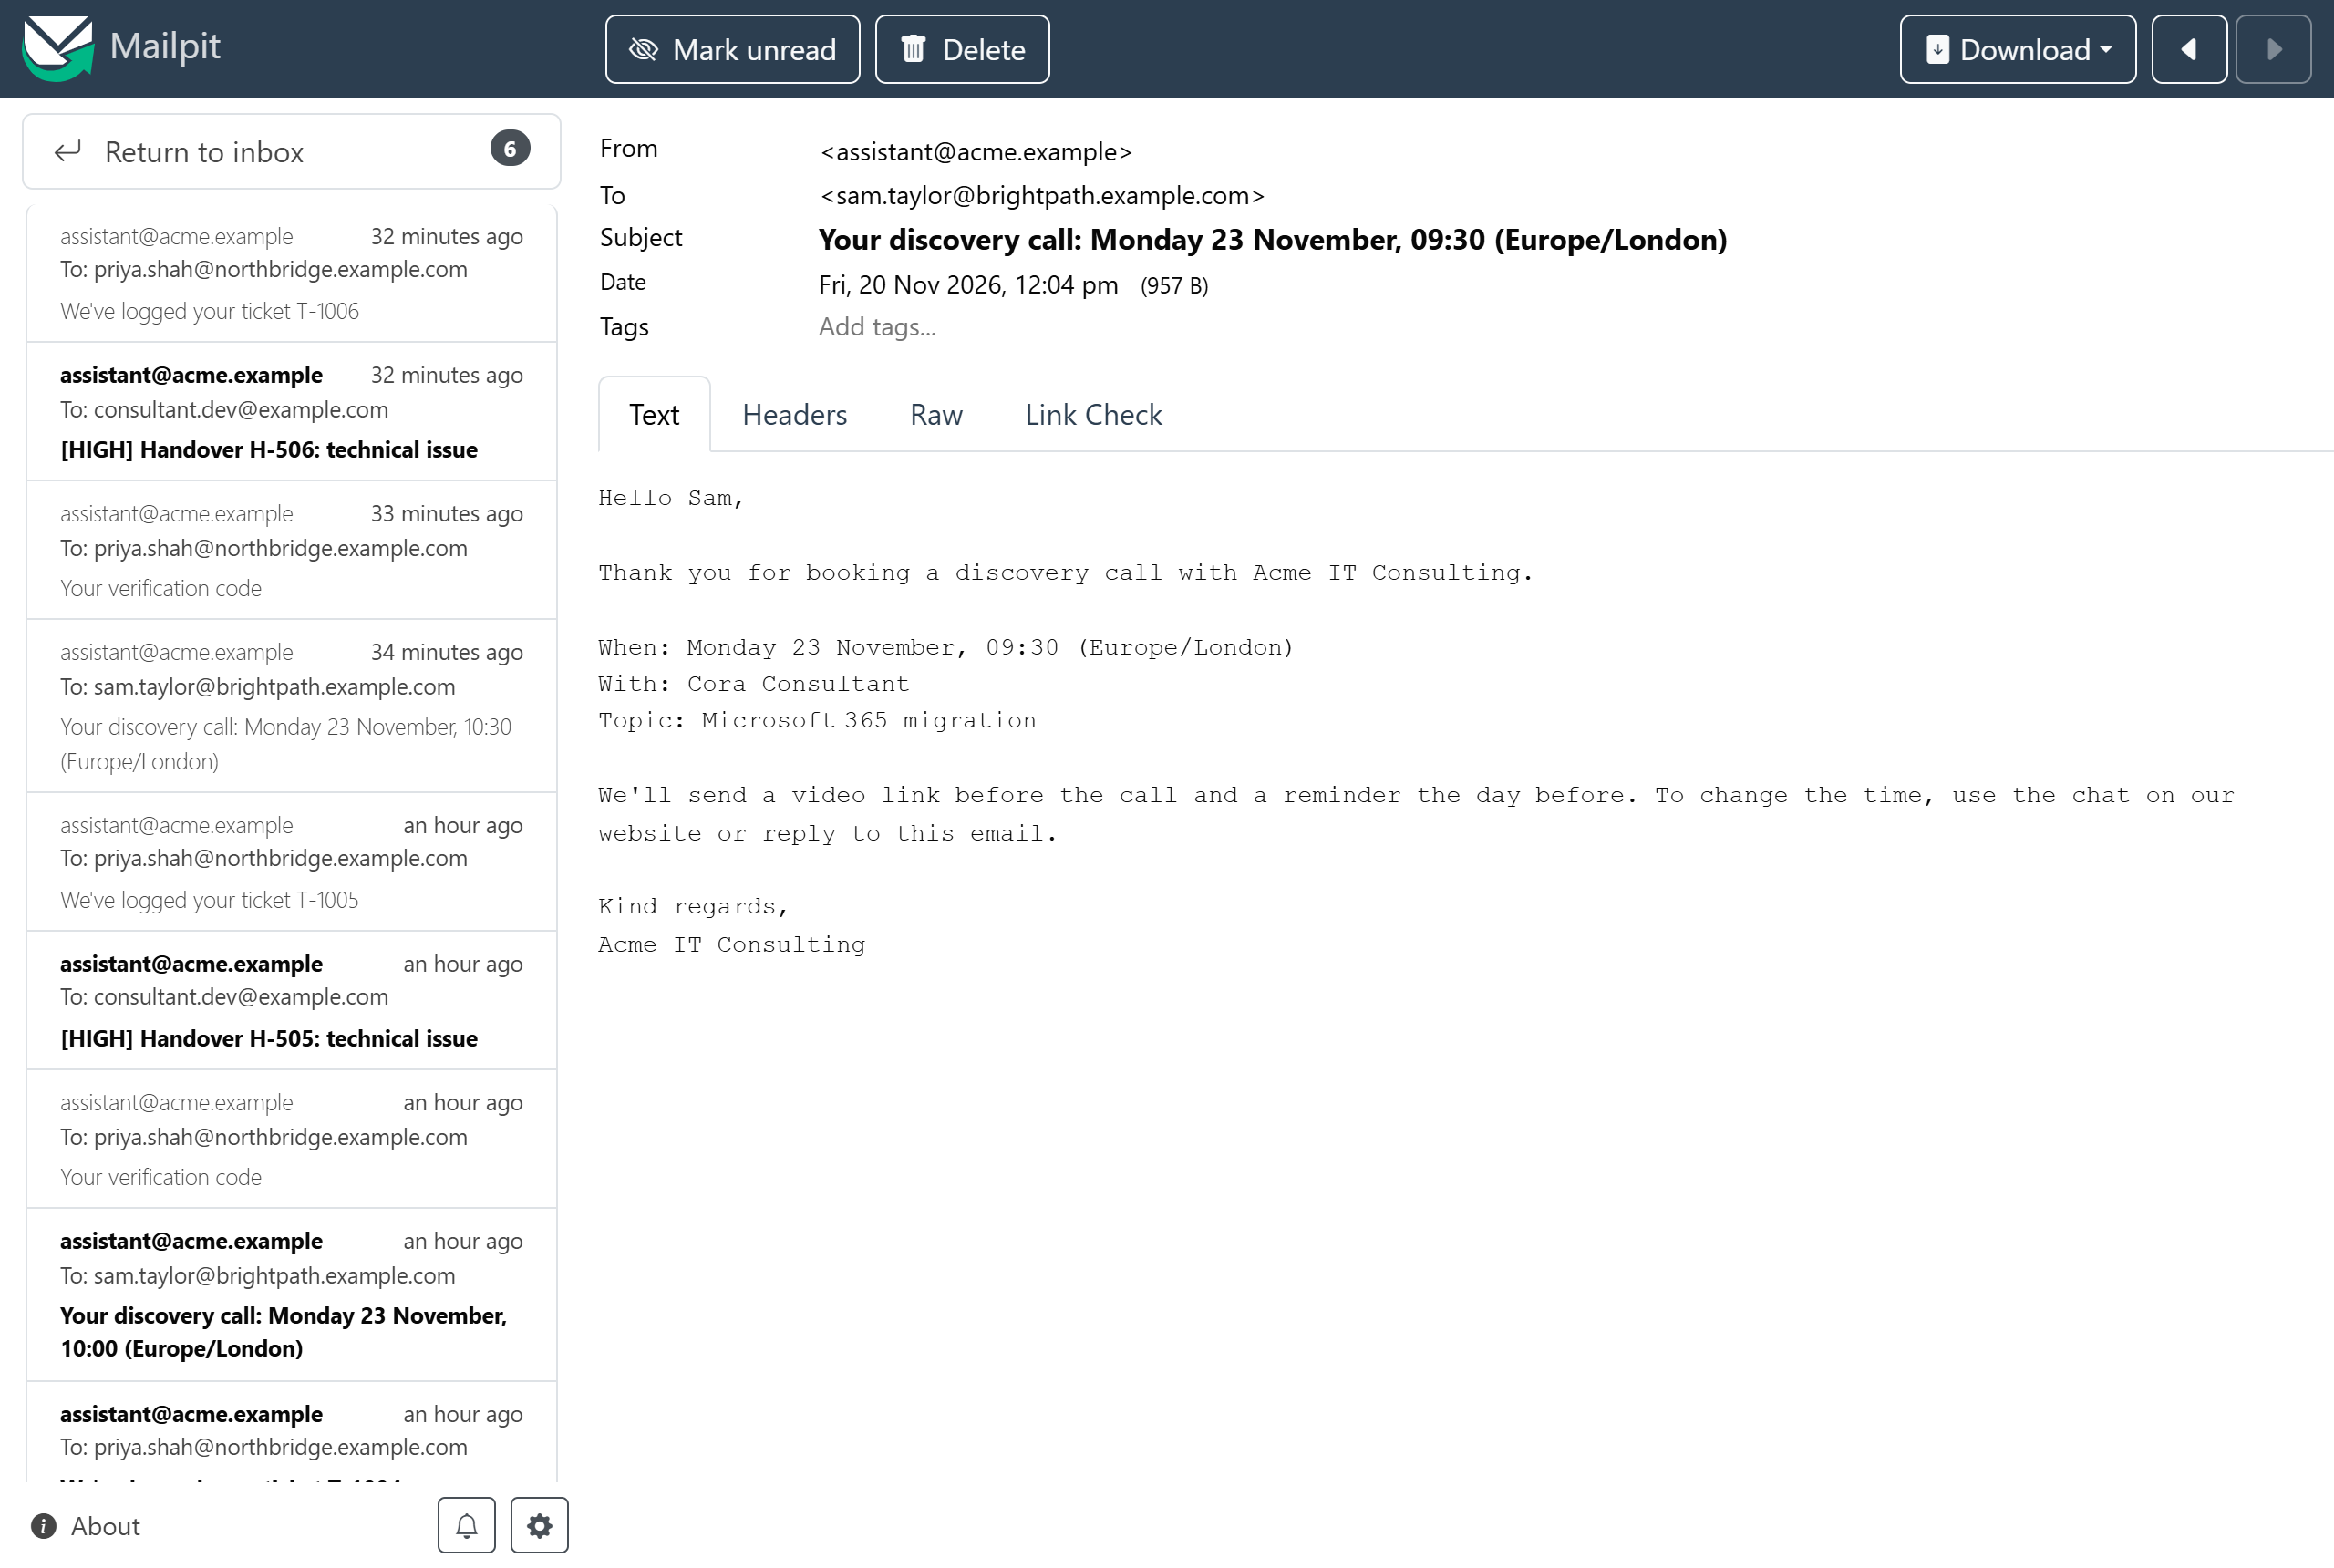 Mailpit
Mark unread
Delete
Download
Return to inbox
6
assistant@acme.example 32 minutes ago
To: priya.shah@northbridge.example.com
We've logged your ticket T-1006
assistant@acme.example 32 minutes ago
To: consultant.dev@example.com
[HIGH] Handover H-506: technical issue
assistant@acme.example 33 minutes ago
To: priya.shah@northbridge.example.com
Your verification code
assistant@acme.example 34 minutes ago
To: sam.taylor@brightpath.example.com
Your discovery call: Monday 23 November, 10:30
(Europe/London)
assistant@acme.example an hour ago
To: priya.shah@northbridge.example.com
We've logged your ticket T-1005
assistant@acme.example an hour ago
To: consultant.dev@example.com
[HIGH] Handover H-505: technical issue
assistant@acme.example an hour ago
To: priya.shah@northbridge.example.com
Your verification code
assistant@acme.example an hour ago
To: sam.taylor@brightpath.example.com
Your discovery call: Monday 23 November,
10:00 (Europe/London)
assistant@acme.example an hour ago
To: priya.shah@northbridge.example.com
About
From <assistant@acme.example>
To <sam.taylor@brightpath.example.com>
Subject Your discovery call: Monday 23 November, 09:30 (Europe/London)
Date Fri, 20 Nov 2026, 12:04 pm (957 B)
Tags Add tags...
Text Headers Raw Link Check
Hello Sam,
Thank you for booking a discovery call with Acme IT Consulting.
When: Monday 23 November, 09:30 (Europe/London)
With: Cora Consultant
Topic: Microsoft 365 migration
We'll send a video link before the call and a reminder the day before. To change the time, use the chat on our
website or reply to this email.
Kind regards,
Acme IT Consulting